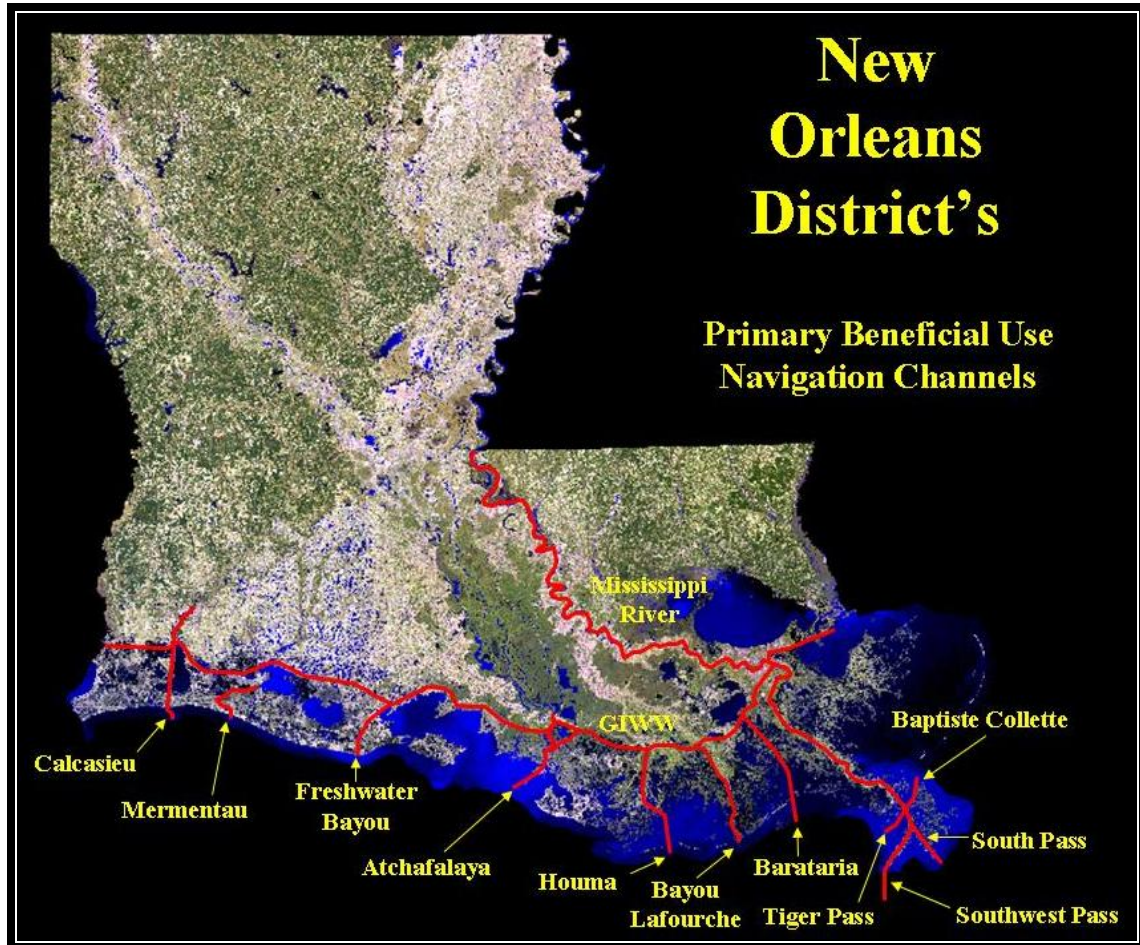 New
Orleans
District's
Primary Beneficial Use
Navigation Channels
Mississippi
River
GIWW
Baptiste Collette
Calcasieu
Mermentau
Freshwater
Bayou
Atchafalaya
Houma
Bayou
Lafourche
Barataria
Tiger Pass
South Pass
Southwest Pass